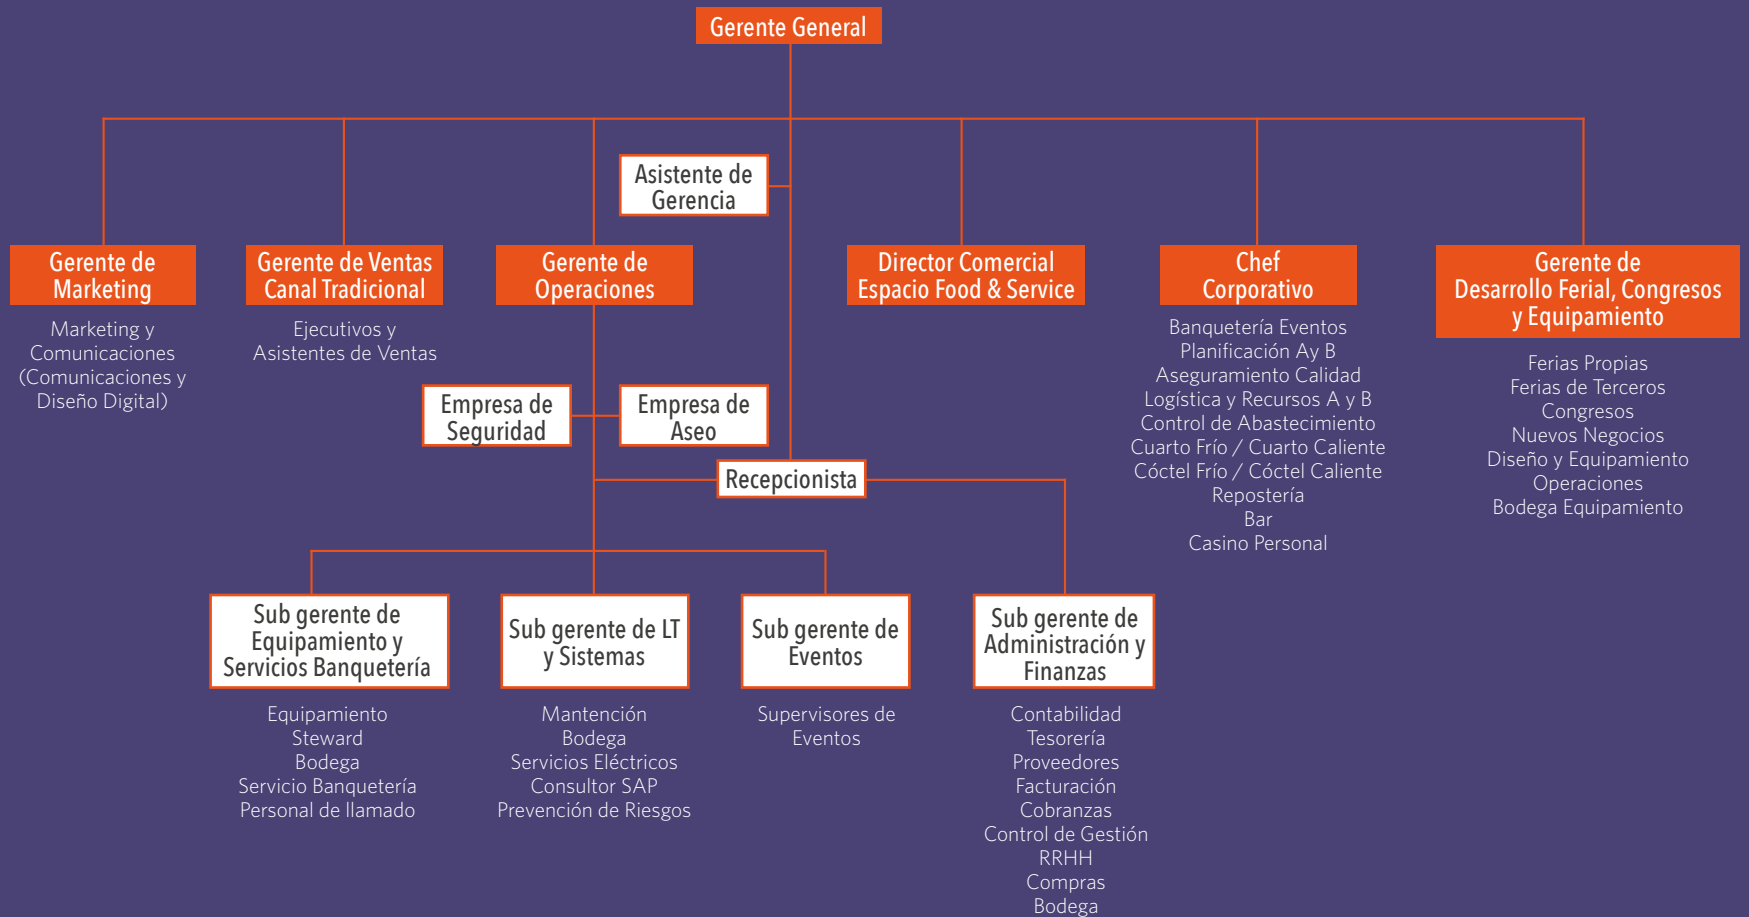 Gerente General
Asistente de
Gerencia
Gerente de
Marketing
Marketing y
Comunicaciones
(Comunicaciones y
Diseño Digital)
Gerente de Ventas
Canal Tradicional
Ejecutivos y
Asistentes de Ventas
Gerente de
Operaciones
Director Comercial
Espacio Food & Service
Chef
Corporativo
Banquetería Eventos
Planificación Ay B
Aseguramiento Calidad
Logística y Recursos A y B
Control de Abastecimiento
Cuarto Frío / Cuarto Caliente
Cóctel Frío / Cóctel Caliente
Repostería
Bar
Casino Personal
Gerente de
Desarrollo Ferial, Congresos
y Equipamiento
Ferias Propias
Ferias de Terceros
Congresos
Nuevos Negocios
Diseño y Equipamiento
Operaciones
Bodega Equipamiento
Empresa de
Seguridad
Empresa de
Aseo
Recepcionista
Sub gerente de
Equipamiento y
Servicios Banquetería
Equipamiento
Steward
Bodega
Servicio Banquetería
Personal de llamado
Sub gerente de LT
y Sistemas
Mantención
Bodega
Servicios Eléctricos
Consultor SAP
Prevención de Riesgos
Sub gerente de
Eventos
Supervisores de
Eventos
Sub gerente de
Administración y
Finanzas
Contabilidad
Tesorería
Proveedores
Facturación
Cobranzas
Control de Gestión
RRHH
Compras
Bodega